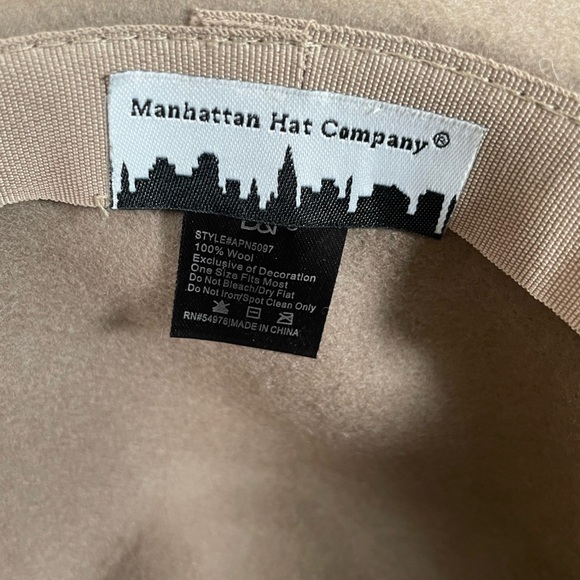 Manhattan Hat Company®
STYLE#APN5097
100% Wool
Exclusive of Decoration
One Size Fits Most
Do Not Bleach/Dry Flat
Do Not Iron/Spot Clean Only
RN#54978|MADE IN CHINA